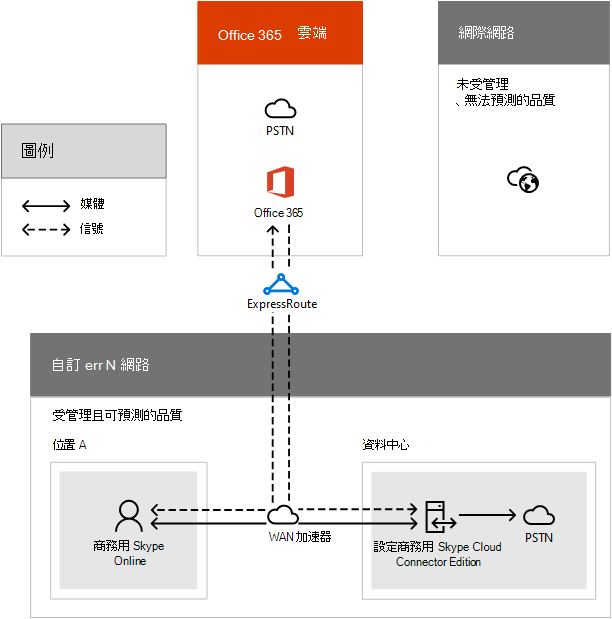 Office 365 雲端
PSTN
Office 365
網際網路
未受管理
、無法預測的品質
圖例
媒體
信號
ExpressRoute
自訂 err N 網路
受管理且可預測的品質
位置 A
商務用 Skype
Online
WAN 加速器
資料中心
設定商務用 Skype Cloud
Connector Edition
PSTN